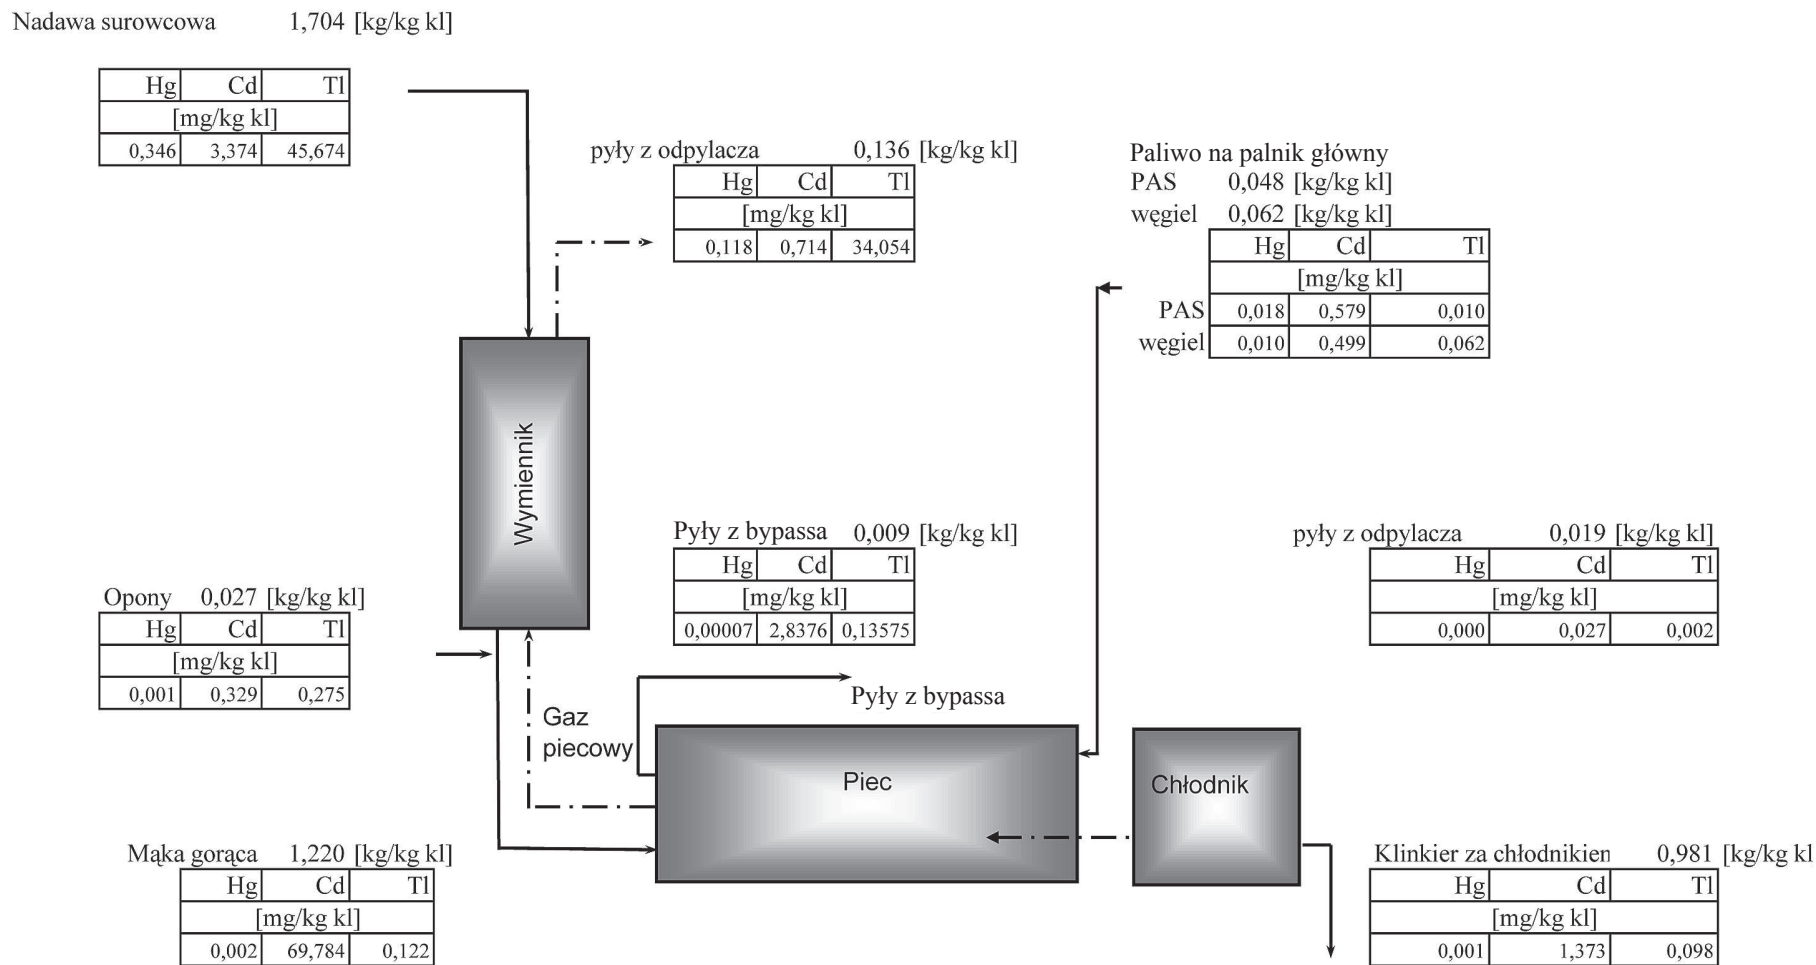 Nadawa surowcowa 1,704 [kg/kg kl]
Hg Cd Tl
[mg/kg kl]
0,346 3,374 45,674
pyły z odpylacza 0,136 [kg/kg kl]
Hg Cd Tl
[mg/kg kl]
0,118 0,714 34,054
Paliwo na palnik główny
PAS 0,048 [kg/kg kl]
węgiel 0,062 [kg/kg kl]
Hg Cd Tl
[mg/kg kl]
PAS 0,018 0,579 0,010
węgiel 0,010 0,499 0,062
Wymiennik
Pyły z bypassa 0,009 [kg/kg kl]
Hg Cd Tl
[mg/kg kl]
0,00007 2,8376 0,13575
pyły z odpylacza 0,019 [kg/kg kl]
Hg Cd Tl
[mg/kg kl]
0,000 0,027 0,002
Opony 0,027 [kg/kg kl]
Hg Cd Tl
[mg/kg kl]
0,001 0,329 0,275
Pyły z bypassa
Gaz
piecowy
Piec
Chłodnik
Mąka gorąca 1,220 [kg/kg kl]
Hg Cd Tl
[mg/kg kl]
0,002 69,784 0,122
Klinkier za chłodnikien 0,981 [kg/kg kl
Hg Cd Tl
[mg/kg kl]
0,001 1,373 0,098